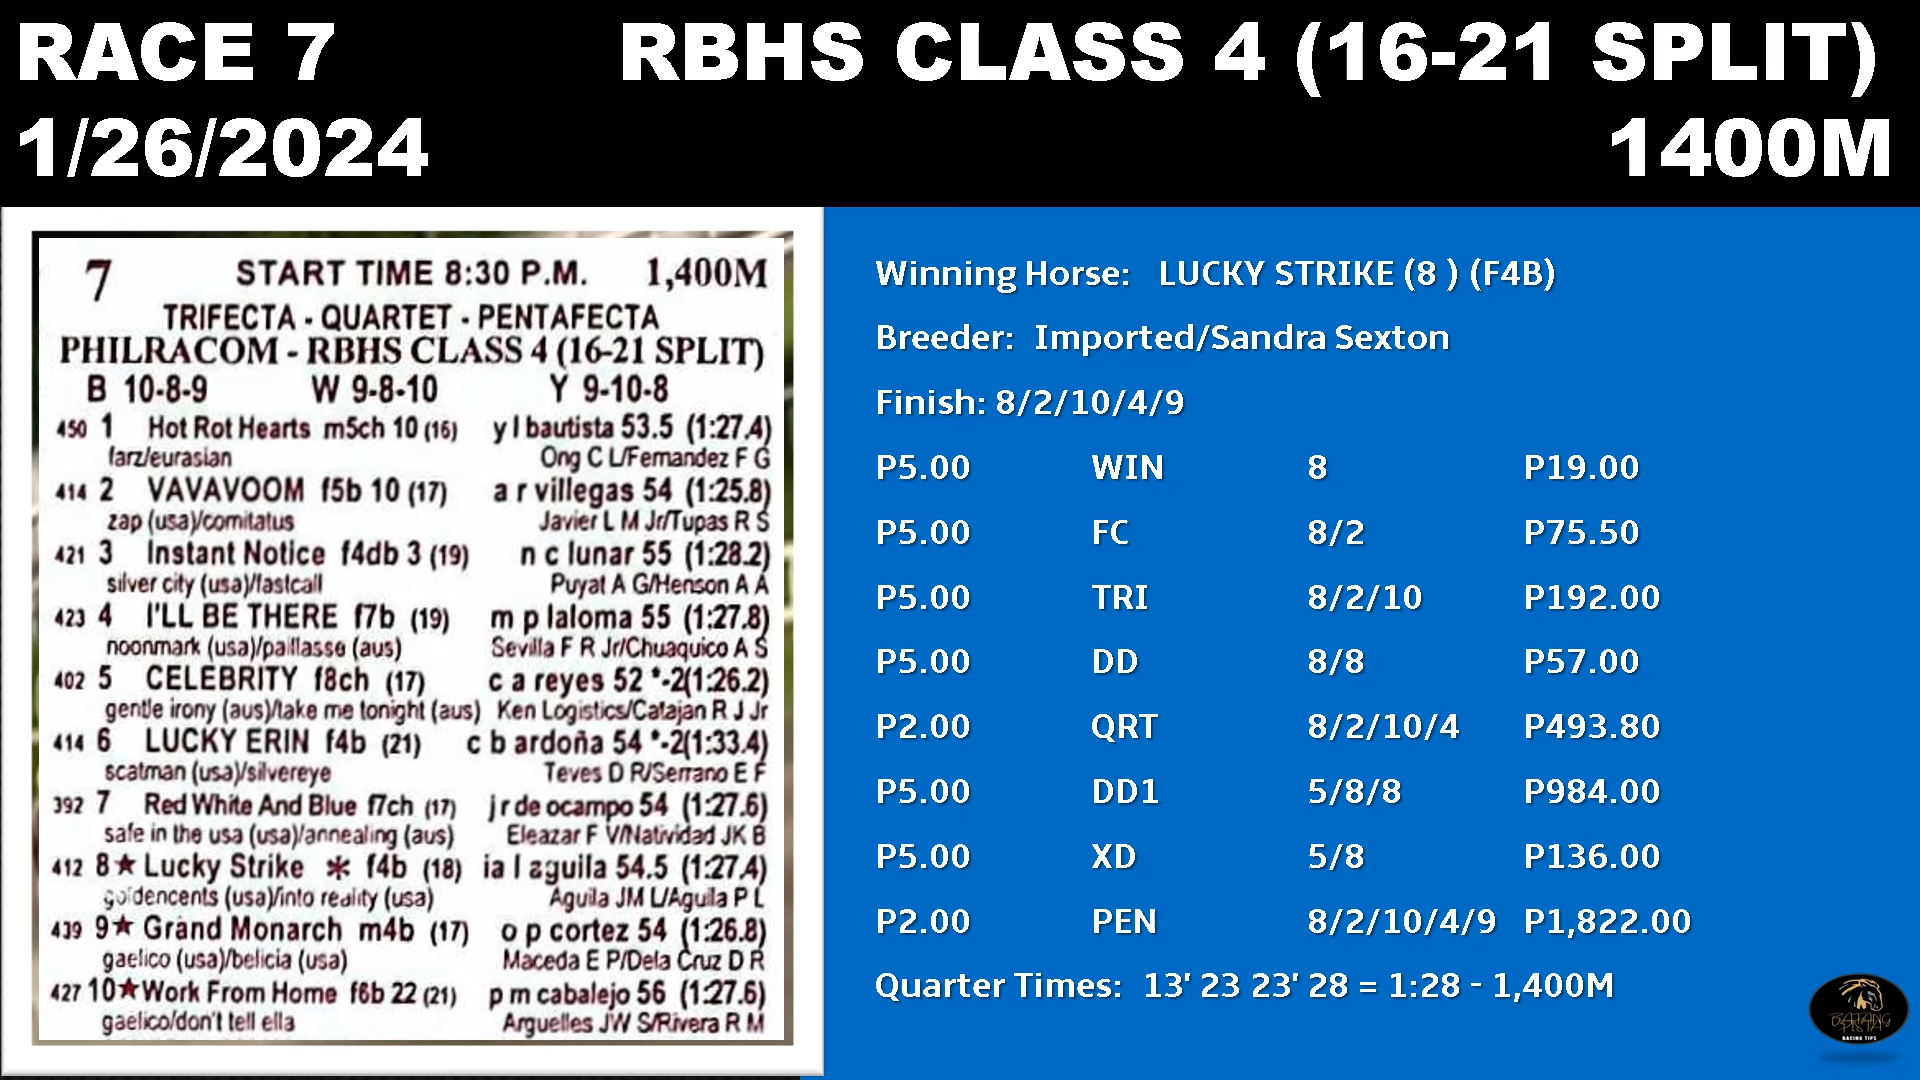 RACE 7 RBHS CLASS 4 (16-21 SPLIT)
1/26/2024 1400M
7 START TIME 8:30 P.M. 1,400M
TRIFECTA - QUARTET - PENTAFECTA
PHILRACOM - RBHS CLASS 4 (16-21 SPLIT)
B 10-8-9 W 9-8-10 Y 9-10-8
450 1 Hot Rot Hearts m5ch 10 (16) y l bautista 53.5 (1:27.4)
farz/eurasian Ong C L/Fernandez F G
414 2 VAVAVOOM f5b 10 (17) a r villegas 54 (1:25.8)
zap (usa)/comitatus Javier L M Jr/Tupas R S
421 3 Instant Notice f4db 3 (19) n c lunar 55 (1:28.2)
silver city (usa)/fastcall Puyat A G/Henson A A
423 4 I'LL BE THERE f7b (19) m p laloma 55 (1:27.8)
noonmark (usa)/paillasse (aus) Sevilla F R Jr/Chuaquico A S
402 5 CELEBRITY f8ch (17) c a reyes 52 *-2(1:26.2)
gentle irony (aus)/take me tonight (aus) Ken Logistics/Catajan R J Jr
414 6 LUCKY ERIN f4b (21) c b ardoña 54 *-2(1:33.4)
scatman (usa)/silvereye Teves D R/Serrano E F
392 7 Red White And Blue f7ch (17) j r de ocampo 54 (1:27.6)
safe in the usa (usa)/annealing (aus) Eleazar F V/Natividad JK B
412 8★ Lucky Strike * f4b (18) ia l aguila 54.5 (1:27.4)
goldencents (usa)/into reality (usa) Aguila JM L/Aguila P L
439 9★ Grand Monarch m4b (17) o p cortez 54 (1:26.8)
gaelico (usa)/belicia (usa) Maceda E P/Dela Cruz D R
427 10★Work From Home f6b 22 (21) p m cabalejo 56 (1:27.6)
gaelico/don't tell ella Arguelles JW S/Rivera R M
Winning Horse: LUCKY STRIKE (8 ) (F4B)
Breeder: Imported/Sandra Sexton
Finish: 8/2/10/4/9
P5.00 WIN 8 P19.00
P5.00 FC 8/2 P75.50
P5.00 TRI 8/2/10 P192.00
P5.00 DD 8/8 P57.00
P2.00 QRT 8/2/10/4 P493.80
P5.00 DD1 5/8/8 P984.00
P5.00 XD 5/8 P136.00
P2.00 PEN 8/2/10/4/9 P1,822.00
Quarter Times: 13' 23 23' 28 = 1:28 - 1,400M
BATANG
PISTA
RACING TIPS